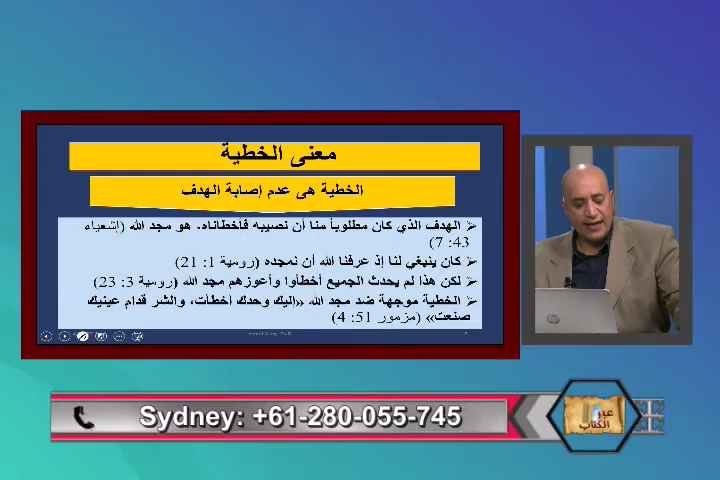 معنى الخطية
الخطية هى عدم إصابة الهدف
الهدف الذي كان مطلوباً منا أن نصيبه فأخطاناه، هو مجد الله (إشعياء
43: 7)
كان ينبغي لنا إذ عرفنا الله أن نمجده (رومية 1: 21)
لكن هذا لم يحدث الجميع أخطأوا وأعوزهم مجد الله (رومية 3: 23)
الخطية موجهة ضد مجد الله «إليك وحدك أخطأت، والشر قدام عينيك
صنعت» (مزمور 51: 4)
Sydney: +61-280-055-745
عبر
الكتاب